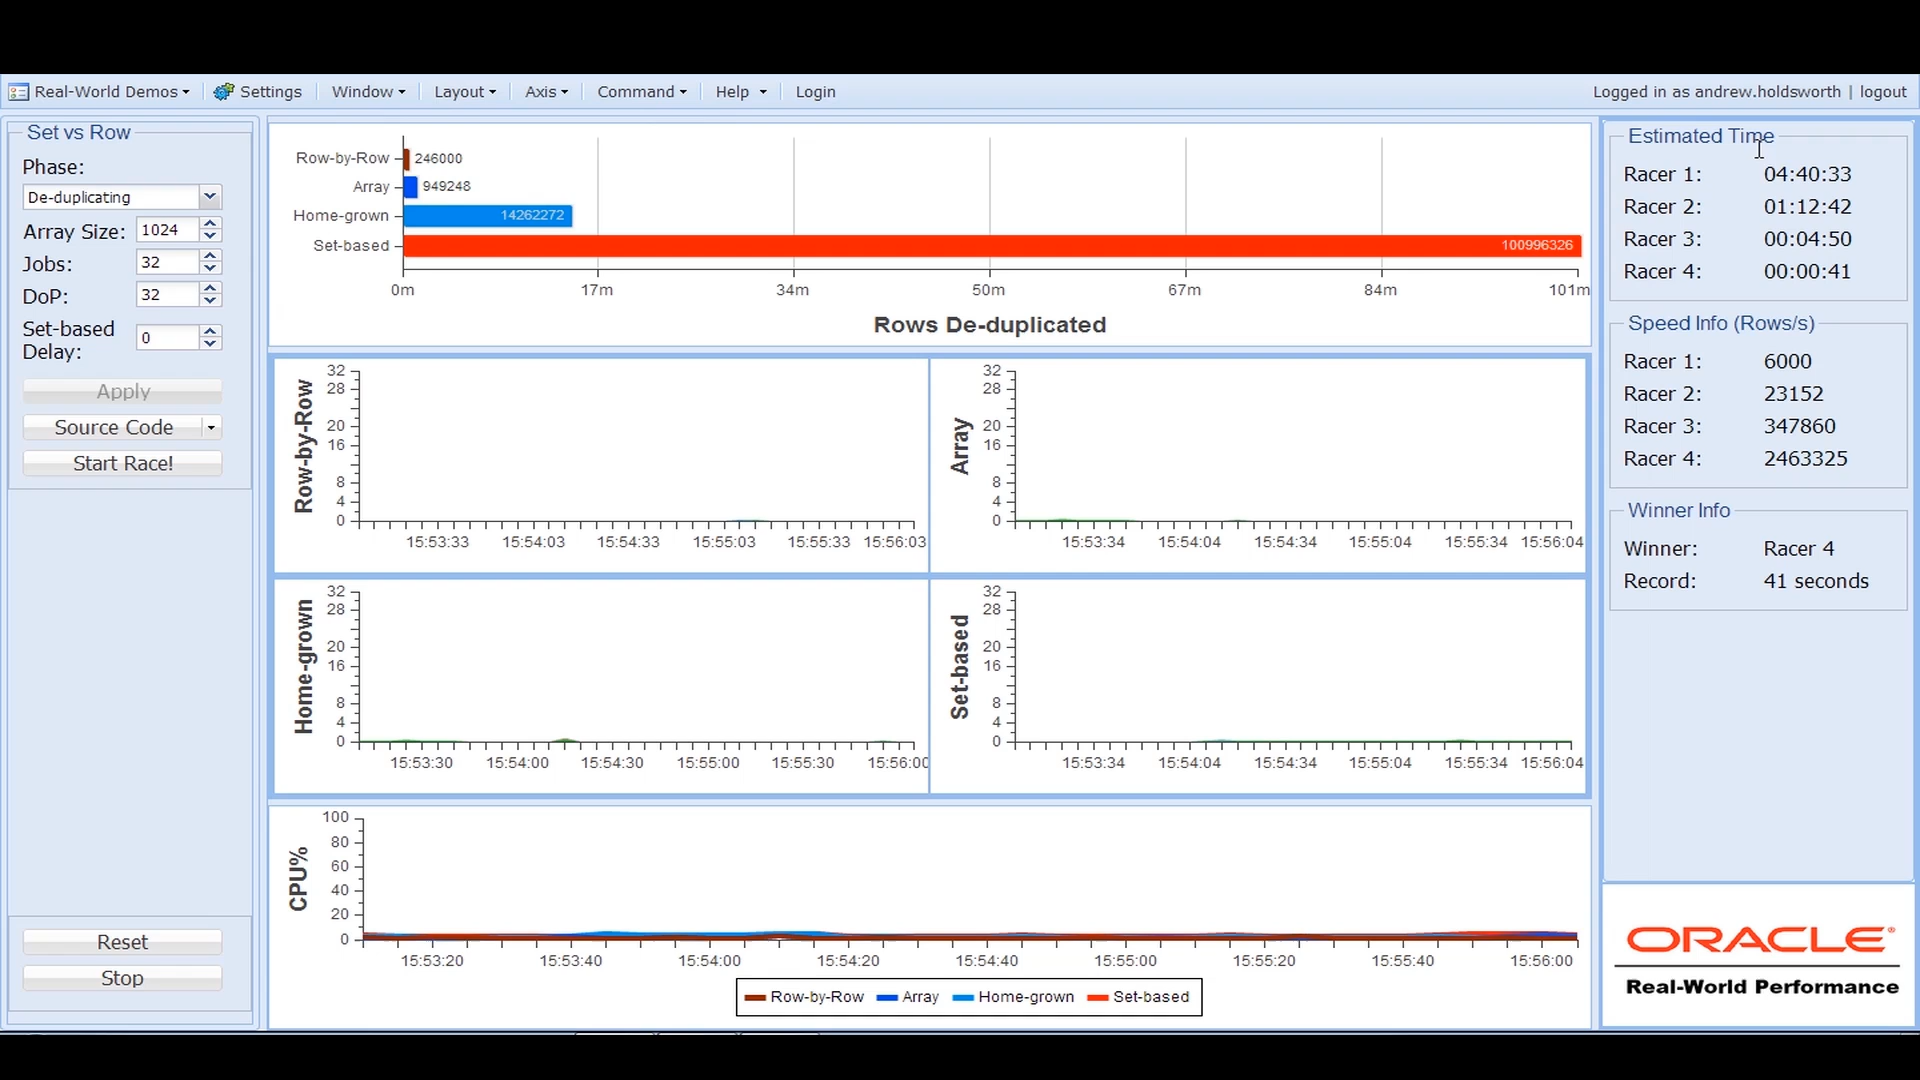 Real-World Demos Settings Window Layout Axis Command Help Login Logged in as andrew.holdsworth | logout
Set vs Row
Phase:
De-duplicating
Array Size: 1024
Jobs: 32
DoP: 32
Set-based Delay: 0
Apply
Source Code
Start Race!
Reset
Stop
Row-by-Row 246000
Array 949248
Home-grown 14262272
Set-based 100996326
0m 17m 34m 50m 67m 84m 101m
Rows De-duplicated
Row-by-Row
32
28
20
16
8
4
0
15:53:33 15:54:03 15:54:33 15:55:03 15:55:33 15:56:03
Array
32
28
20
16
8
4
0
15:53:34 15:54:04 15:54:34 15:55:04 15:55:34 15:56:04
Home-grown
32
28
20
16
8
4
0
15:53:30 15:54:00 15:54:30 15:55:00 15:55:30 15:56:00
Set-based
32
28
20
16
8
4
0
15:53:34 15:54:04 15:54:34 15:55:04 15:55:34 15:56:04
CPU%
100
80
60
40
20
0
15:53:20 15:53:40 15:54:00 15:54:20 15:54:40 15:55:00 15:55:20 15:55:40 15:56:00
Row-by-Row Array Home-grown Set-based
Estimated Time
Racer 1: 04:40:33
Racer 2: 01:12:42
Racer 3: 00:04:50
Racer 4: 00:00:41
Speed Info (Rows/s)
Racer 1: 6000
Racer 2: 23152
Racer 3: 347860
Racer 4: 2463325
Winner Info
Winner: Racer 4
Record: 41 seconds
ORACLE®
Real-World Performance